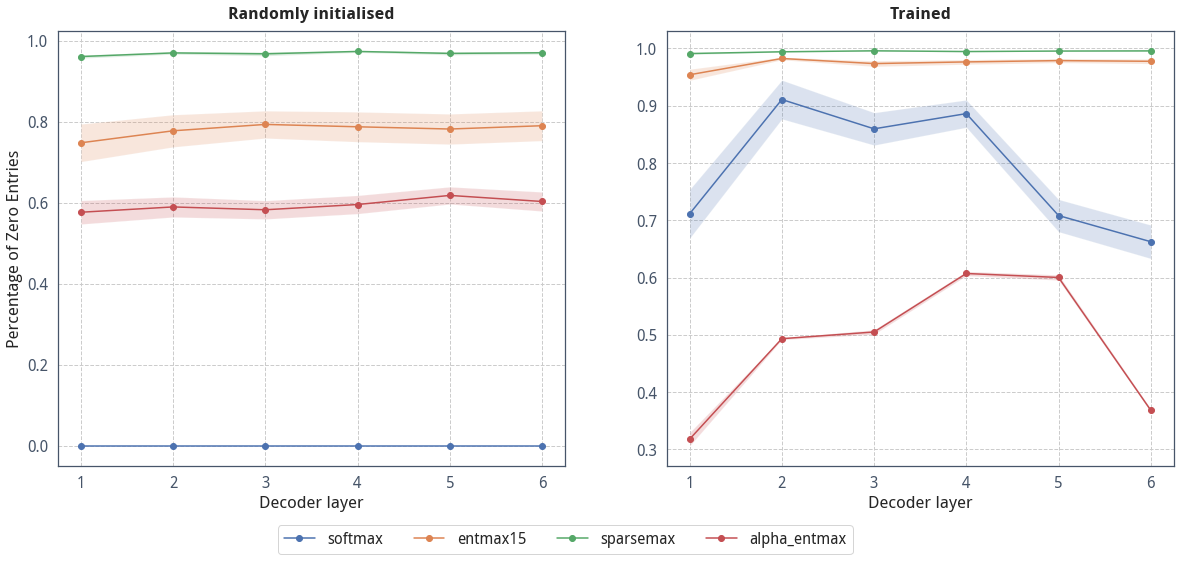 Randomly initialised
Trained
Percentage of Zero Entries
1.0
0.8
0.6
0.4
0.2
0.0
1 2 3 4 5 6
Decoder layer
1.0
0.9
0.8
0.7
0.6
0.5
0.4
0.3
1 2 3 4 5 6
Decoder layer
softmax entmax15 sparsemax alpha_entmax